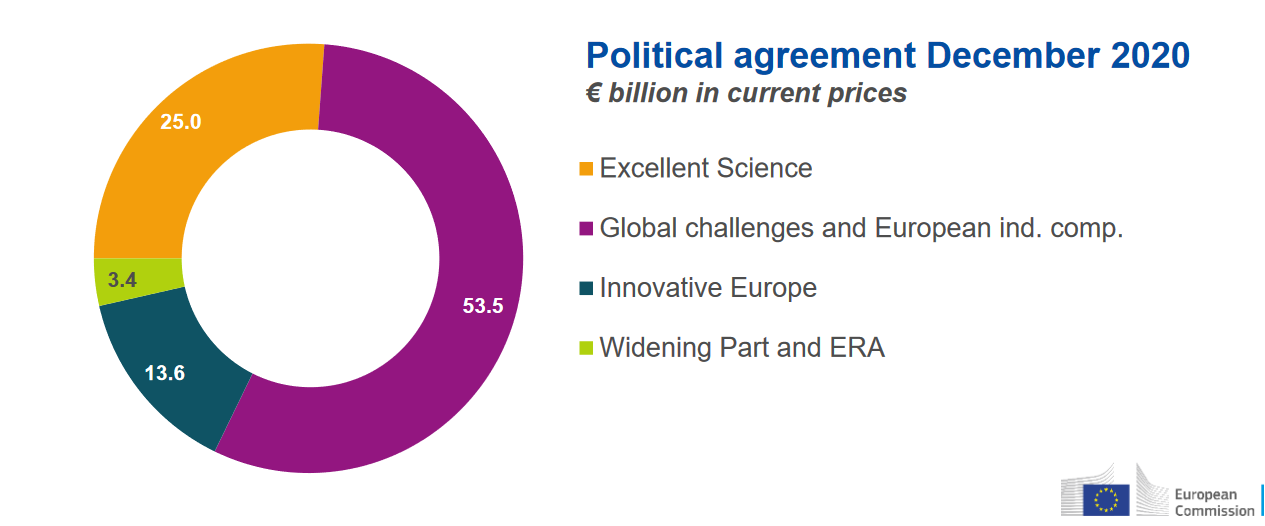 Political agreement December 2020
€ billion in current prices
25.0
Excellent Science
Global challenges and European ind. comp.
3.4
Innovative Europe
53.5
Widening Part and ERA
13.6
European
Commission